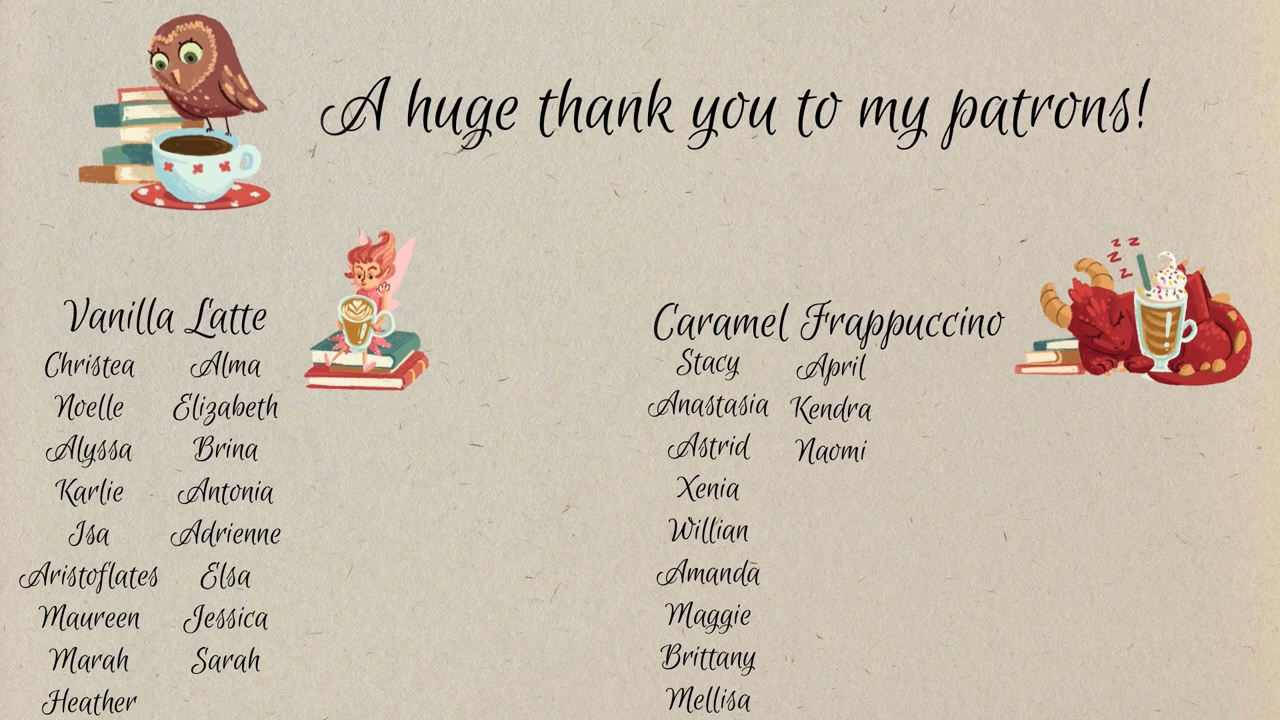 A huge thank you to my patrons!
Vanilla Latte
Christea
Noelle
Alyssa
Karlie
Isa
Aristoflates
Maureen
Marah
Heather
Alma
Elizabeth
Brina
Antonia
Adrienne
Elsa
Jessica
Sarah
z z
z
z
Caramel Frappuccino
Stacy
Anastasia
Astrid
Xenia
Willian
Amanda
Maggie
Brittany
Mellisa
April
Kendra
Naomi